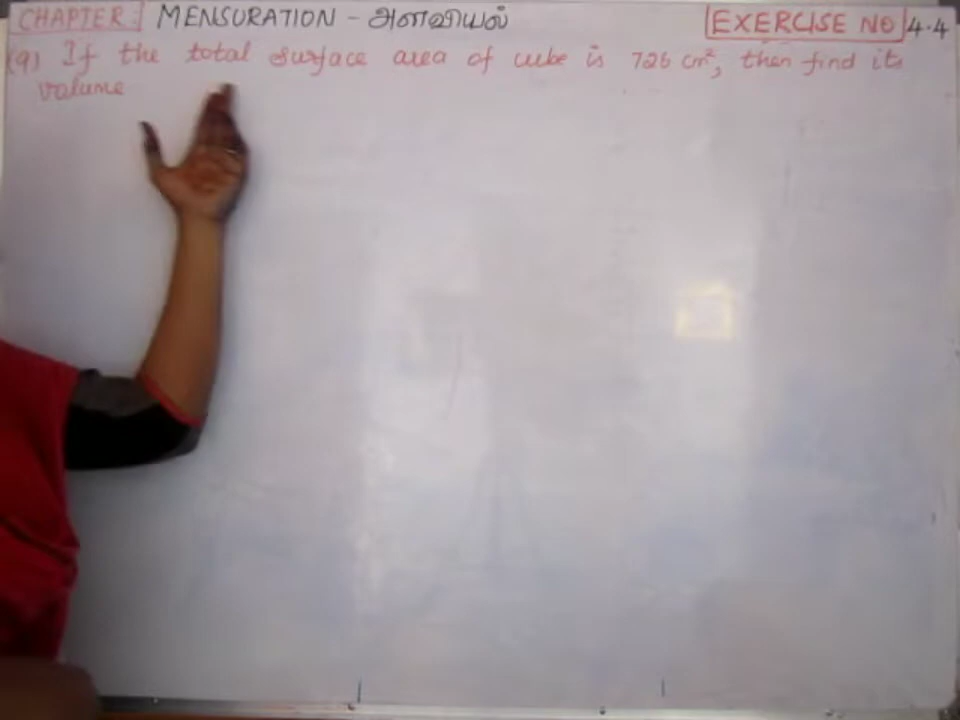 CHAPTER: MENSURATION - அளவியல் EXERCISE NO 4.4
(9) If the total surface area of cube is 726 cm², then find its
volume